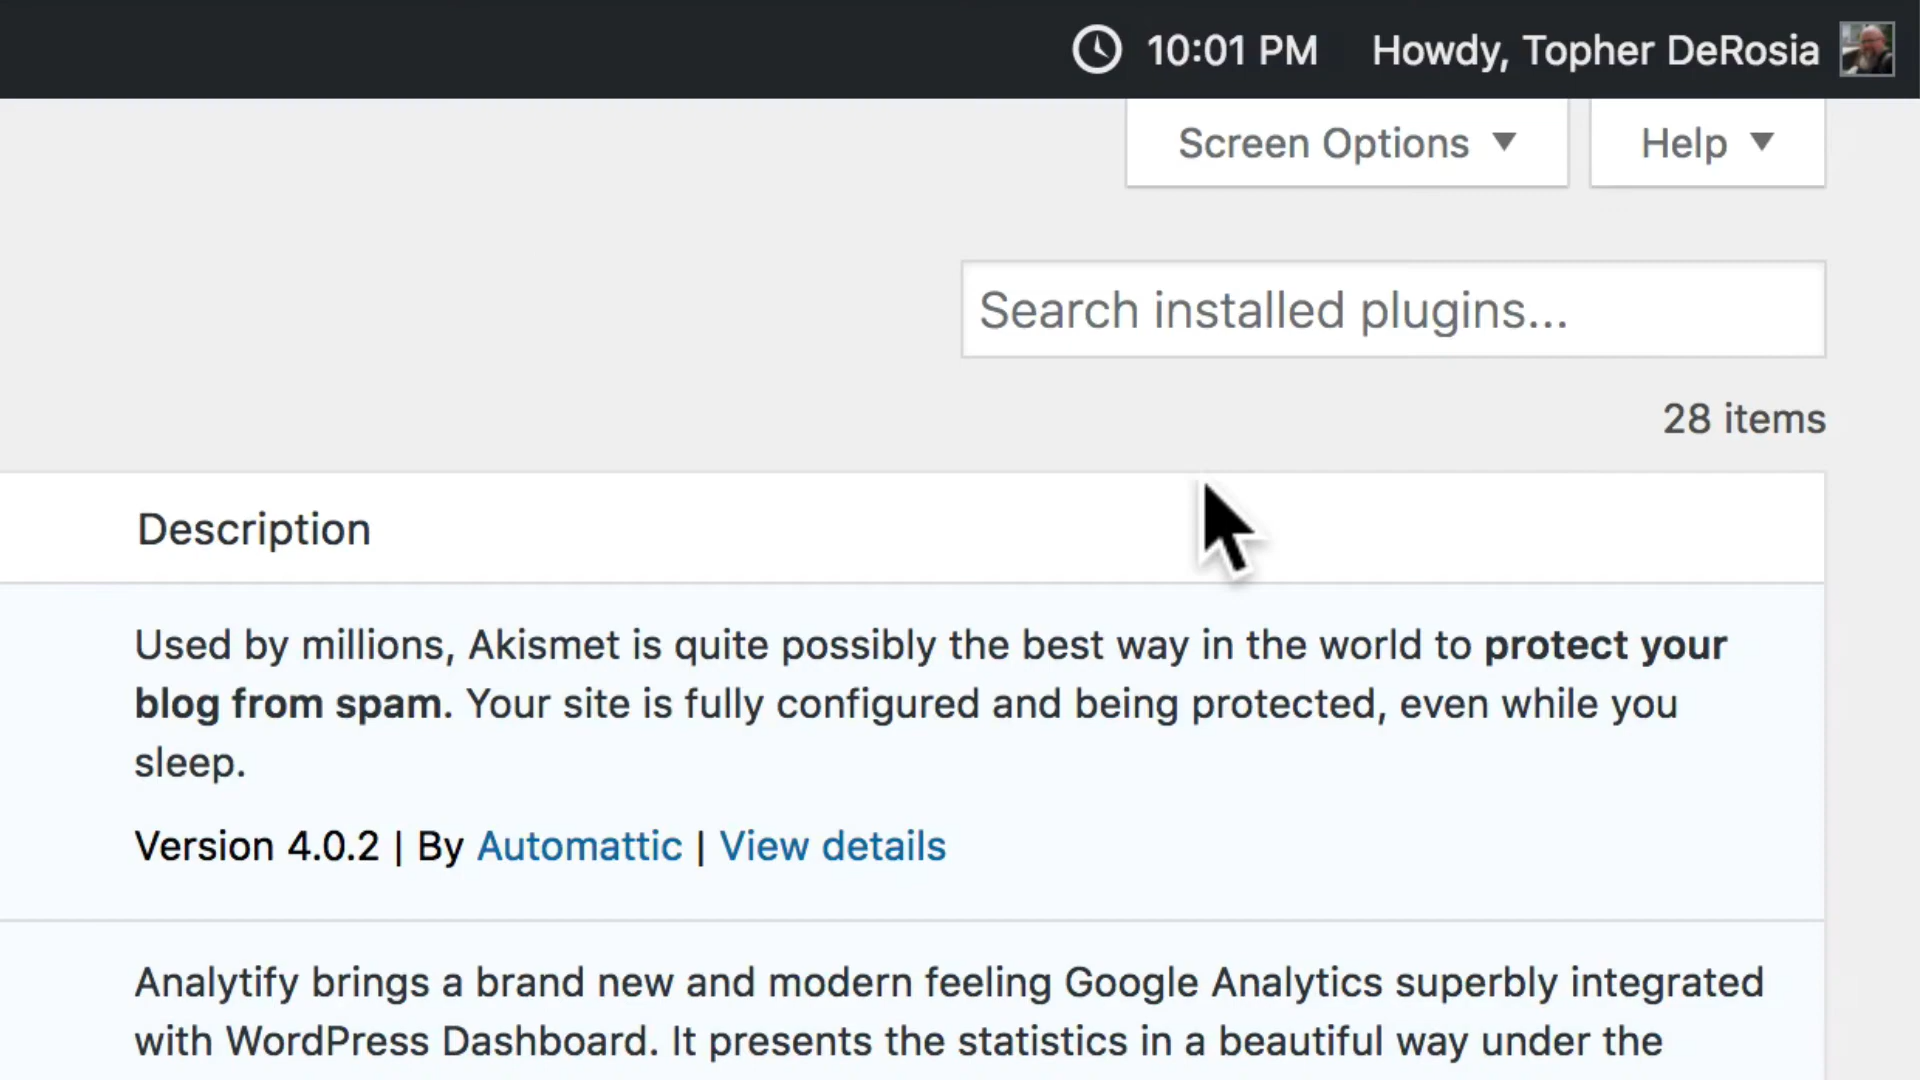 10:01 PM Howdy, Topher DeRosia
Screen Options Help
Search installed plugins...
28 items
Description
Used by millions, Akismet is quite possibly the best way in the world to protect your
blog from spam. Your site is fully configured and being protected, even while you
sleep.
Version 4.0.2 | By Automattic | View details
Analytify brings a brand new and modern feeling Google Analytics superbly integrated
with WordPress Dashboard. It presents the statistics in a beautiful way under the